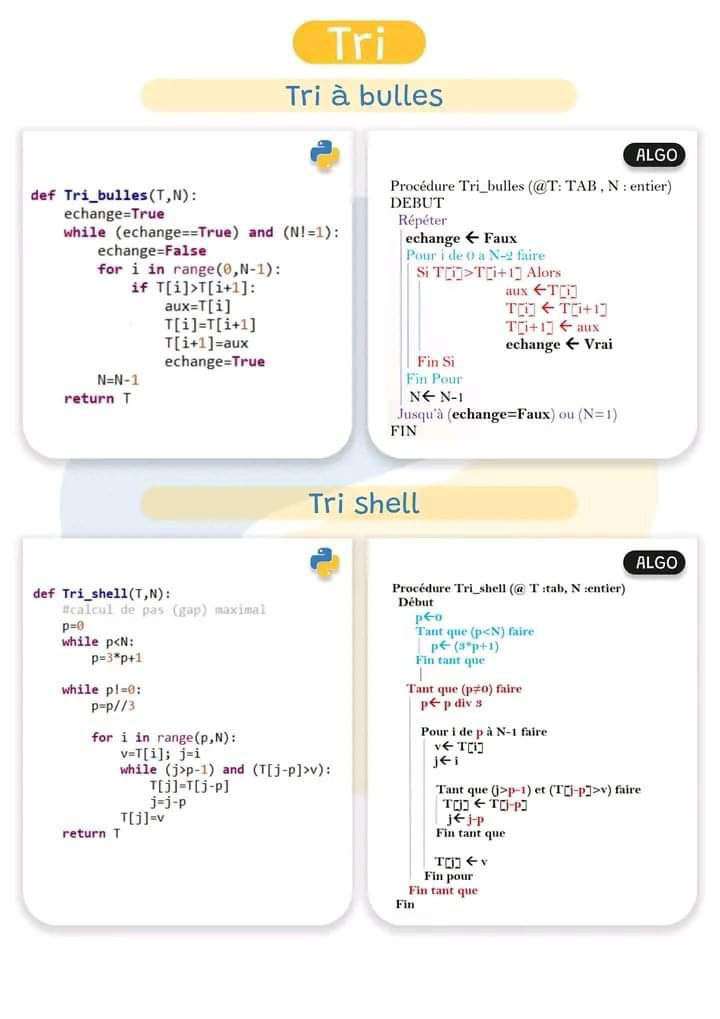 Tri
Tri à bulles
def Tri_bulles(T,N):
echange=True
while (echange==True) and (N!=1):
echange=False
for i in range(0,N-1):
if T[i]>T[i+1]:
aux=T[i]
T[i]=T[i+1]
T[i+1]=aux
echange=True
N=N-1
return T
ALGO
Procédure Tri_bulles (@T: TAB , N : entier)
DEBUT
Répéter
echange ← Faux
Pour i de 0 a N-2 faire
Si T[i]>T[i+1] Alors
aux ←T[i]
T[i] ← T[i+1]
T[i+1] ← aux
echange ← Vrai
Fin Si
Fin Pour
N← N-1
Jusqu'à (echange=Faux) ou (N=1)
FIN
Tri shell
def Tri_shell(T,N):
#calcul de pas (gap) maximal
p=0
while p<N:
p=3*p+1
while p!=0:
p=p//3
for i in range(p,N):
v=T[i]; j=i
while (j>p-1) and (T[j-p]>v):
T[j]=T[j-p]
j=j-p
T[j]=v
return T
ALGO
Procédure Tri_shell (@ T :tab, N :entier)
Début
p←0
Tant que (p<N) faire
p← (3*p+1)
Fin tant que
Tant que (p≠0) faire
p← p div 3
Pour i de p à N-1 faire
v← T[i]
j← i
Tant que (j>p-1) et (T[j-p]>v) faire
T[j] ← T[j-p]
j← j-p
Fin tant que
T[j] ← v
Fin pour
Fin tant que
Fin